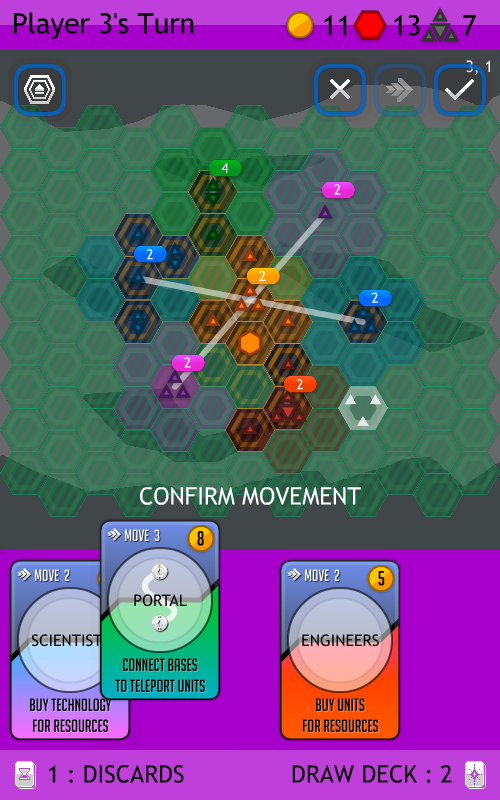 Player 3's Turn
11
13
7
3, 1
4
2
2
2
2
2
2
CONFIRM MOVEMENT
MOVE 2
SCIENTIST
BUY TECHNOLOGY
FOR RESOURCES
MOVE 3
8
PORTAL
CONNECT BASES
TO TELEPORT UNITS
MOVE 2
5
ENGINEERS
BUY UNITS
FOR RESOURCES
1 : DISCARDS
DRAW DECK : 2